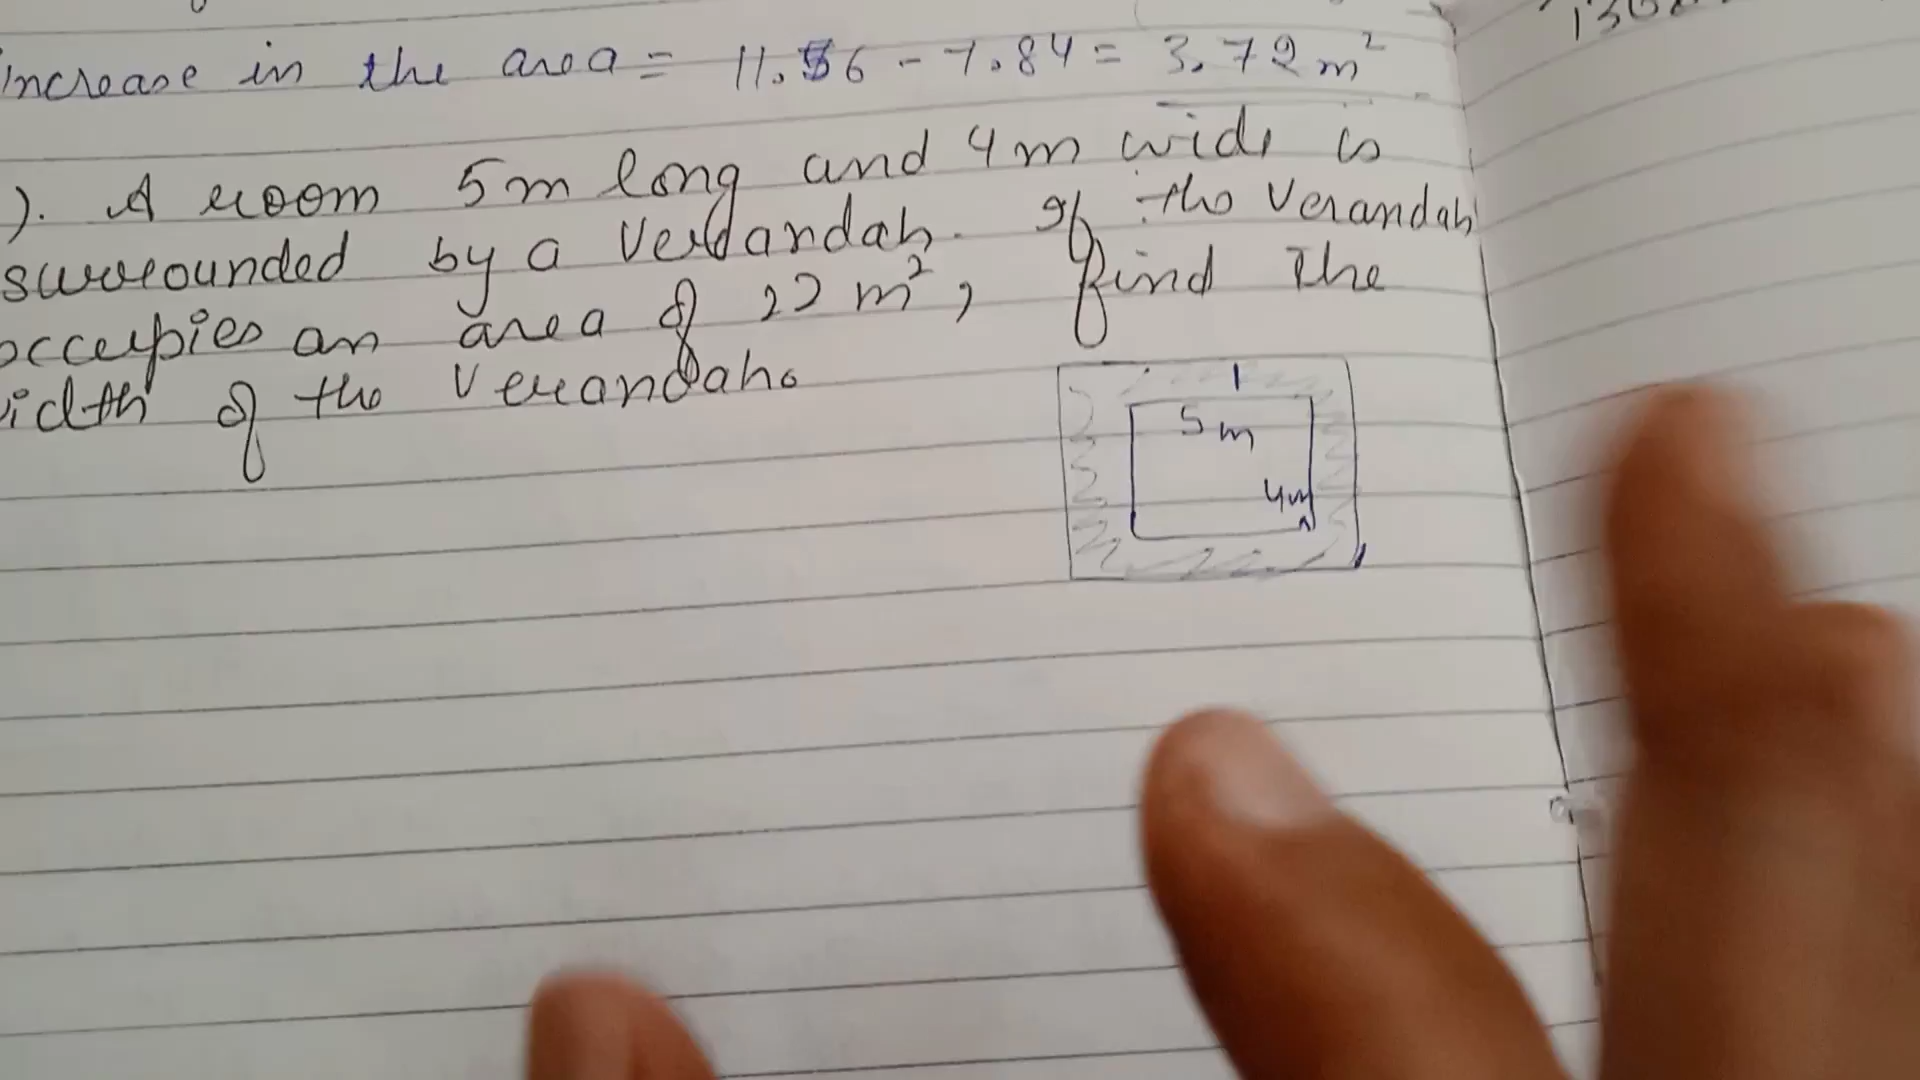 increase in the area = 11.56 - 7.84 = 3.72 m²
). A room 5m long and 4m wide is
surrounded by a Verandah. If the Verandah
occupies an area of 22 m², find the
width of the Verandah.
5m
4m